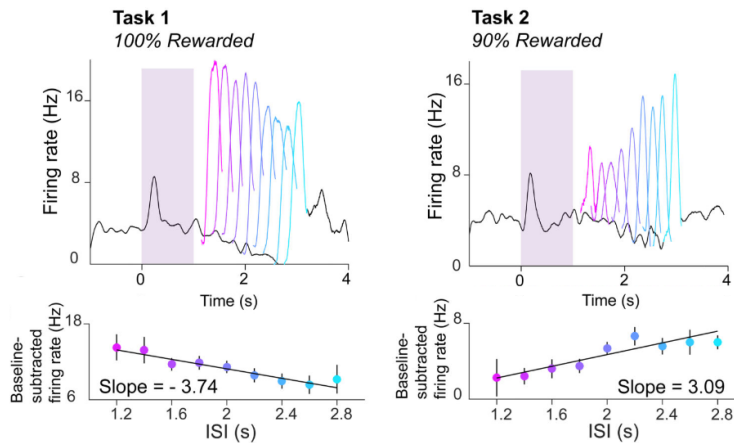 Task 1
100% Rewarded
Firing rate (Hz)
16
8
0
0
2
4
Time (s)
Baseline-
subtracted
firing rate (Hz)
18
6
Slope = - 3.74
1.2
1.6
2
2.4
2.8
ISI (s)
Task 2
90% Rewarded
Firing rate (Hz)
16
8
0
0
2
4
Time (s)
Baseline-
subtracted
firing rate (Hz)
8
0
Slope = 3.09
1.2
1.6
2
2.4
2.8
ISI (s)